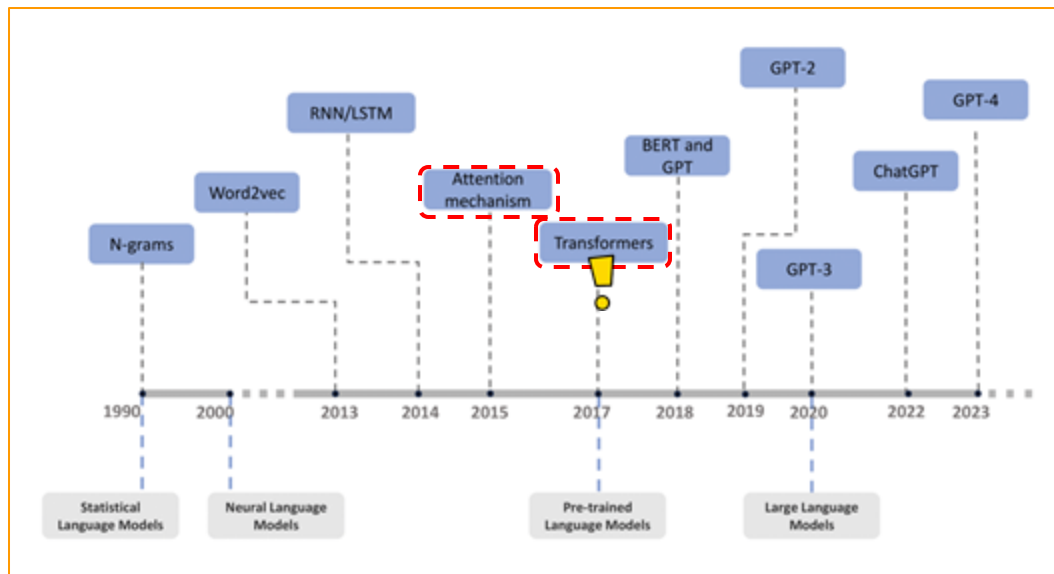 GPT-2
GPT-4
RNN/LSTM
BERT and
GPT
ChatGPT
Attention
mechanism
Word2vec
N-grams
Transformers
GPT-3
1990
2000
2013
2014
2015
2017
2018
2019
2020
2022
2023
Statistical
Language Models
Neural Language
Models
Pre-trained
Language Models
Large Language
Models